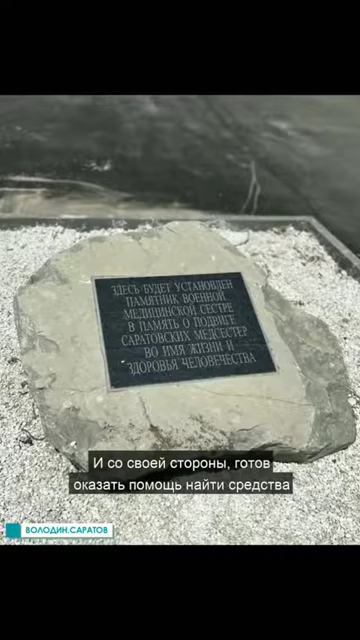 ЗДЕСЬ БУДЕТ УСТАНОВЛЕН
ПАМЯТНИК ВОЕННОЙ
МЕДИЦИНСКОЙ СЕСТРЕ
В ПАМЯТЬ О ПОДВИГЕ
САРАТОВСКИХ МЕДСЕСТЕР
ВО ИМЯ ЖИЗНИ И
ЗДОРОВЬЯ ЧЕЛОВЕЧЕСТВА
И со своей стороны, готов
оказать помощь найти средства
ВОЛОДИН.САРАТОВ